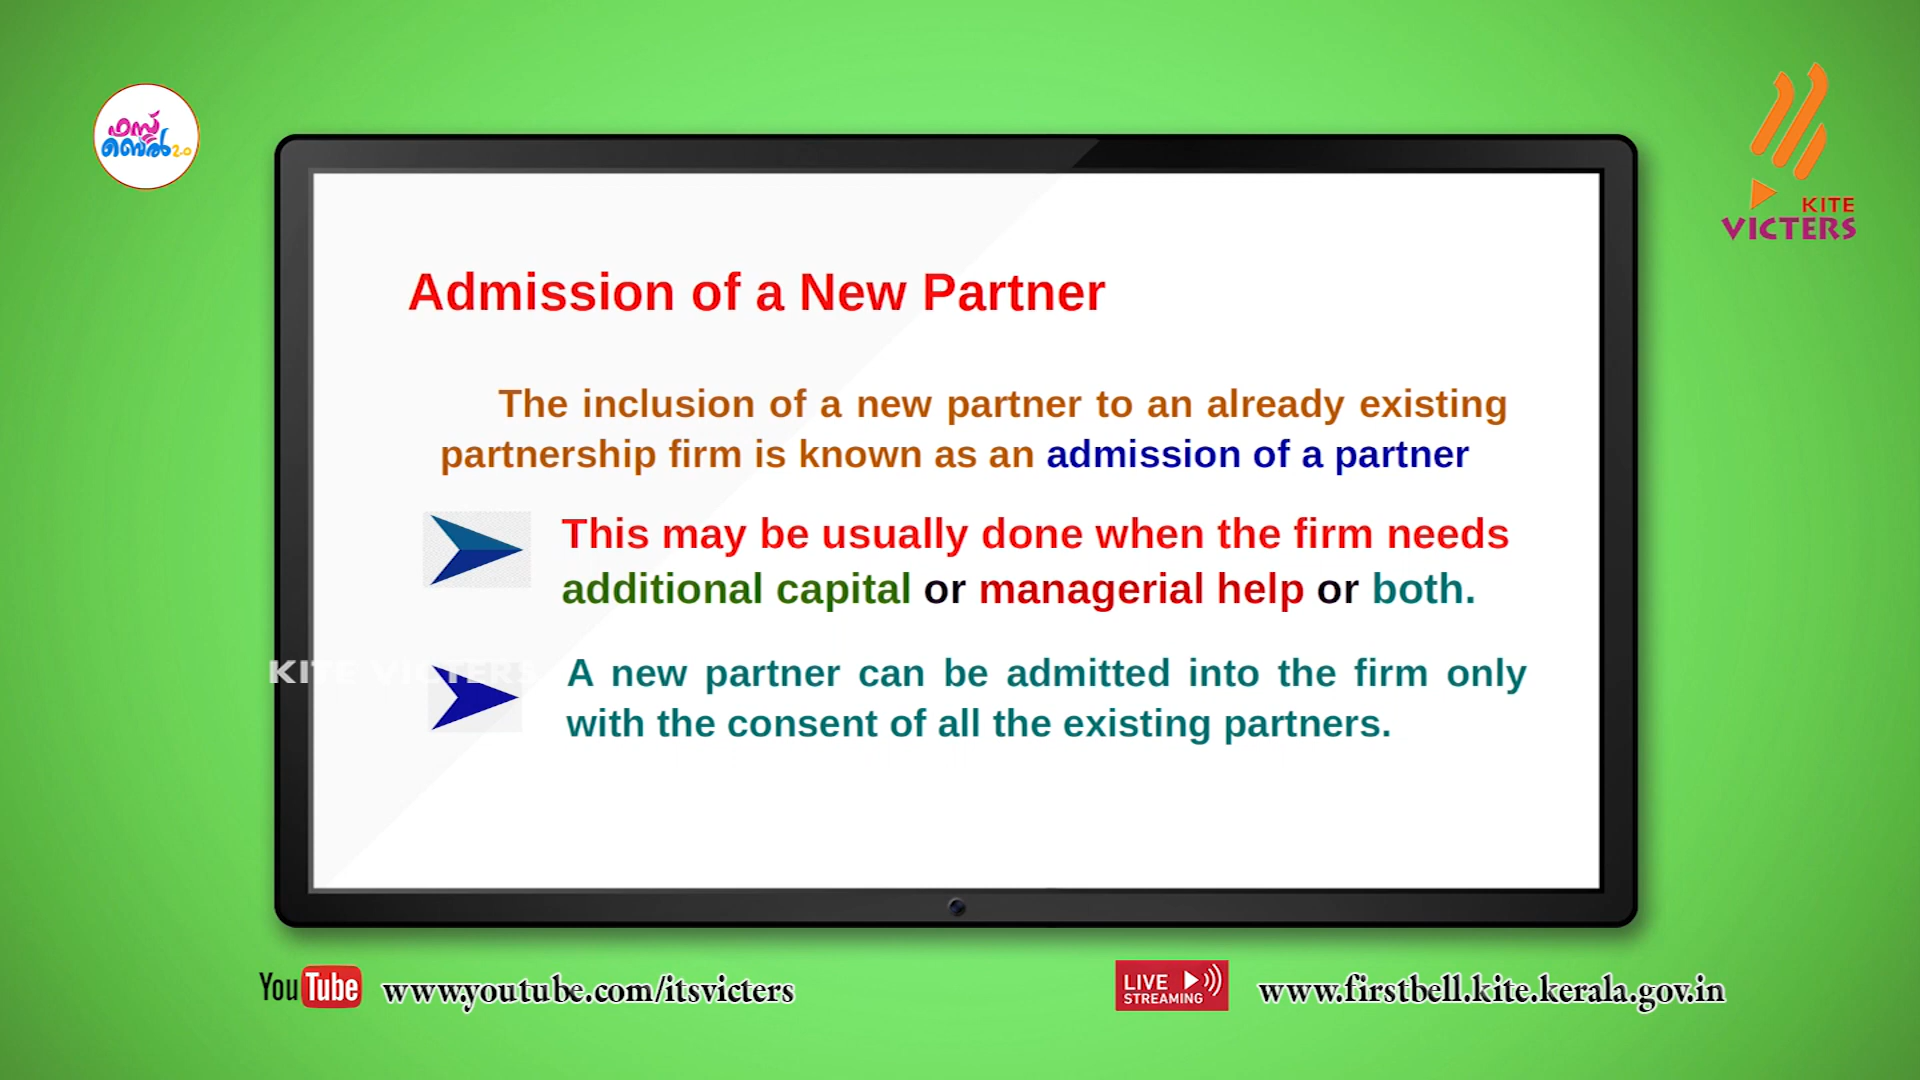 ഫസ്റ്റ്
ബെൽ 2.0
KITE
VICTERS
Admission of a New Partner
The inclusion of a new partner to an already existing
partnership firm is known as an admission of a partner
This may be usually done when the firm needs
additional capital or managerial help or both.
KITE VICTERS
A new partner can be admitted into the firm only
with the consent of all the existing partners.
YouTube www.youtube.com/itsvicters
LIVE
STREAMING
www.firstbell.kite.kerala.gov.in